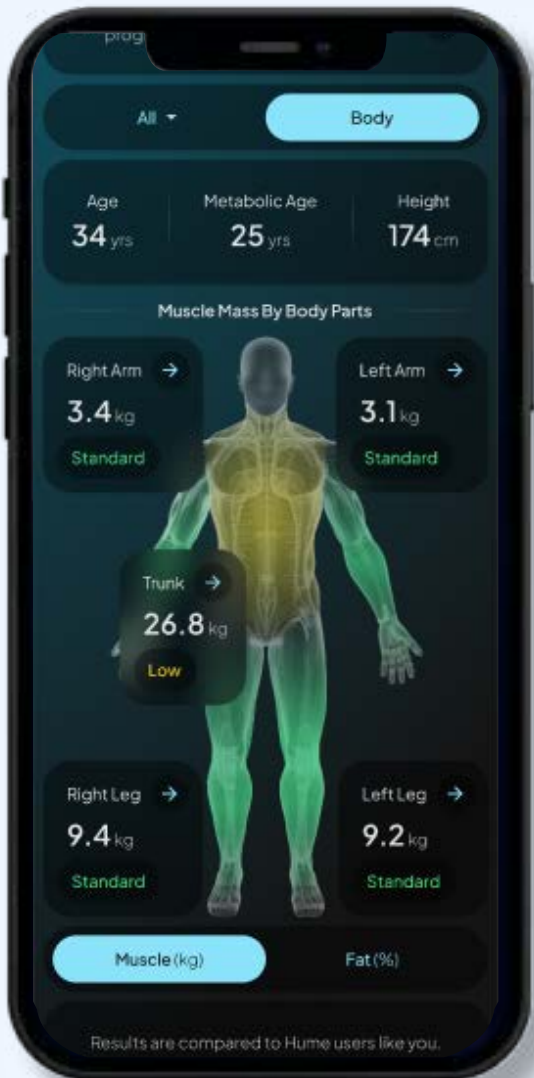 All
Body
Age
Metabolic Age
Height
34 yrs
25 yrs
174 cm
Muscle Mass By Body Parts
Right Arm
Left Arm
3.4 kg
3.1 kg
Standard
Standard
Trunk
26.8 kg
Low
Right Leg
Left Leg
9.4 kg
9.2 kg
Standard
Standard
Muscle (kg)
Fat (%)
Results are compared to Hume users like you.